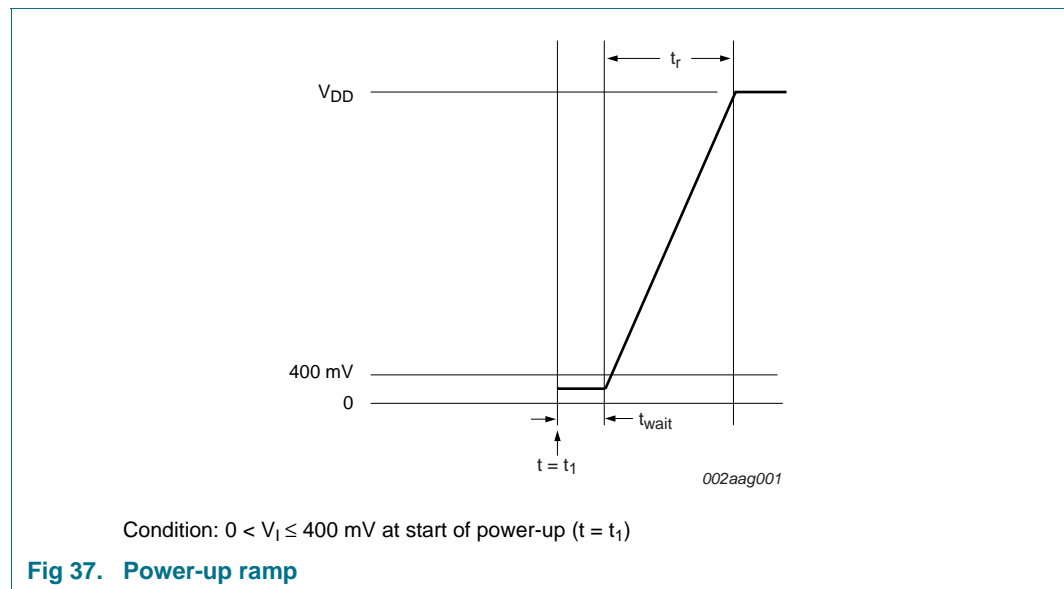 tr
VDD
400 mV
0
twait
t = t1
002aag001
Condition: 0 < VI ≤ 400 mV at start of power-up (t = t1)
Fig 37. Power-up ramp